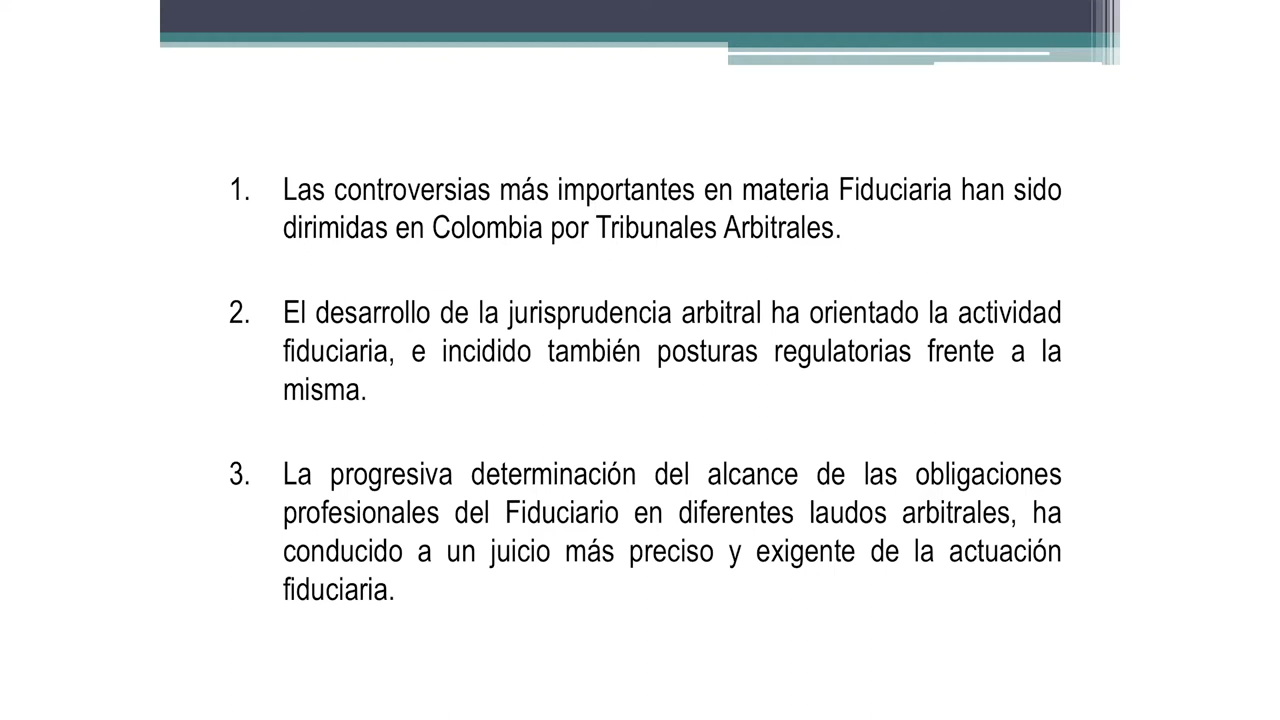 1. Las controversias más importantes en materia Fiduciaria han sido
dirimidas en Colombia por Tribunales Arbitrales.
2. El desarrollo de la jurisprudencia arbitral ha orientado la actividad
fiduciaria, e incidido también posturas regulatorias frente a la
misma.
3. La progresiva determinación del alcance de las obligaciones
profesionales del Fiduciario en diferentes laudos arbitrales, ha
conducido a un juicio más preciso y exigente de la actuación
fiduciaria.